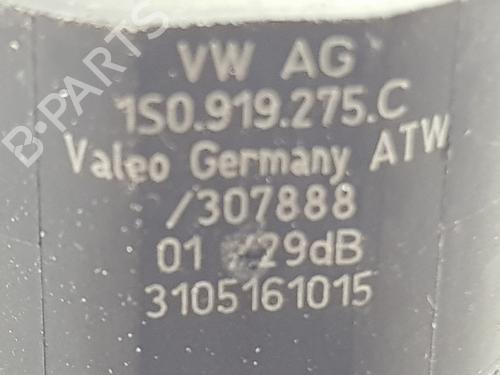 B-PARTS
VW AG
1S0.919.275.C
Valeo Germany ATW
/307888
01 /29dB
3105161015